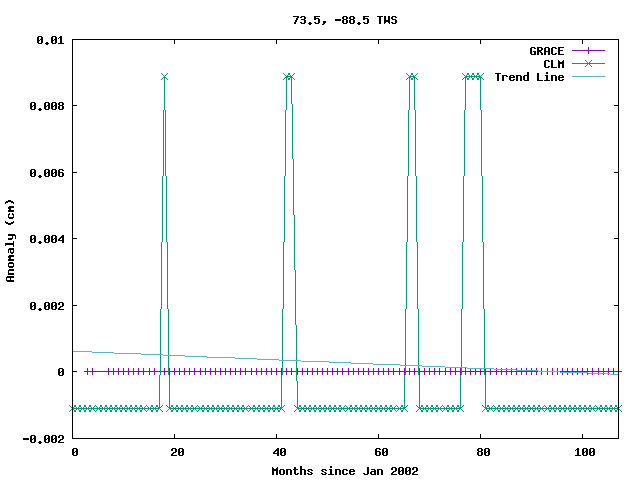 73.5, -88.5 TWS
GRACE
CLM
Trend Line
0.01
0.008
0.006
0.004
0.002
0
-0.002
Anomaly (cm)
0 20 40 60 80 100
Months since Jan 2002